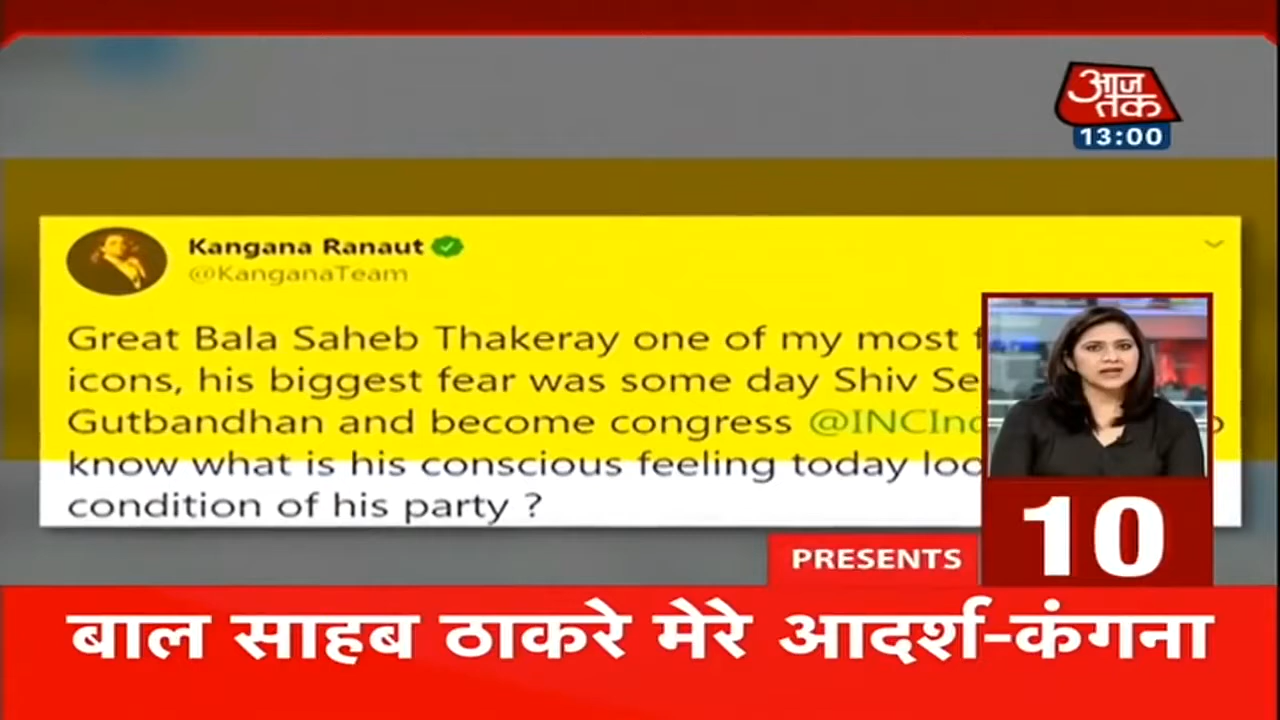 आज
तक
13:00
Kangana Ranaut
@KanganaTeam
Great Bala Saheb Thakeray one of my most
icons, his biggest fear was some day Shiv
Gutbandhan and become congress
know what is his conscious feeling today
condition of his party ?
10
PRESENTS
बाल साहब ठाकरे मेरे आदर्श-कंगना